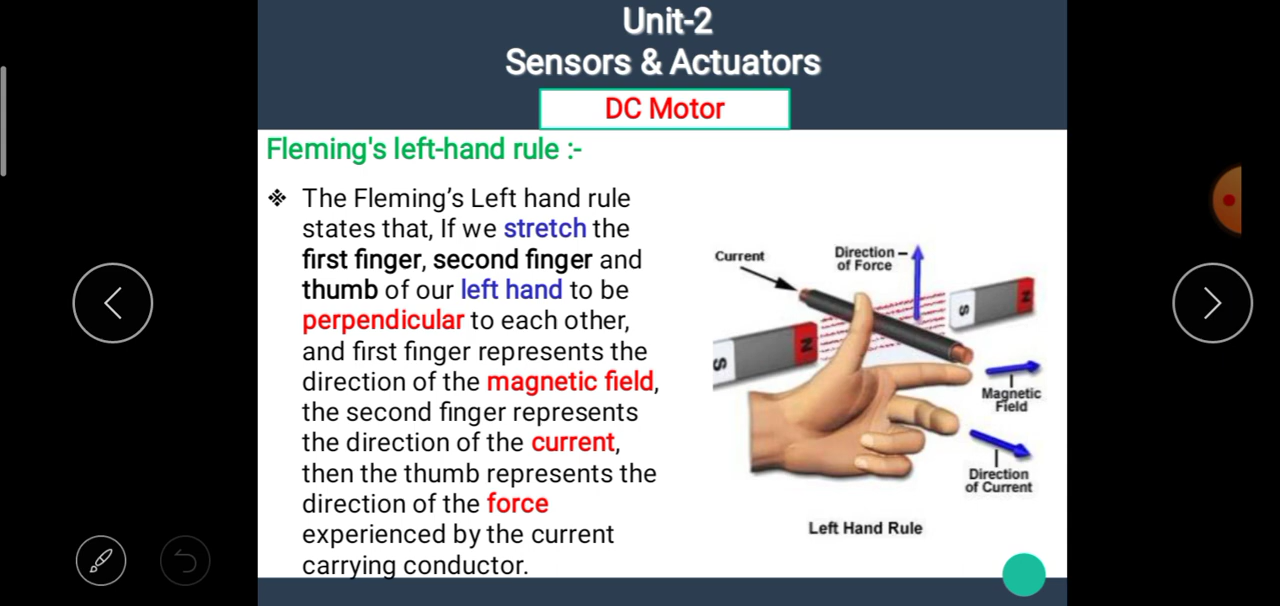 Unit-2
Sensors & Actuators
DC Motor
Fleming's left-hand rule :-
❖ The Fleming’s Left hand rule
states that, If we stretch the
first finger, second finger and
thumb of our left hand to be
perpendicular to each other,
and first finger represents the
direction of the magnetic field,
the second finger represents
the direction of the current,
then the thumb represents the
direction of the force
experienced by the current
carrying conductor.
Current
Direction
of Force
S
N
S
N
Magnetic
Field
Direction
of Current
Left Hand Rule